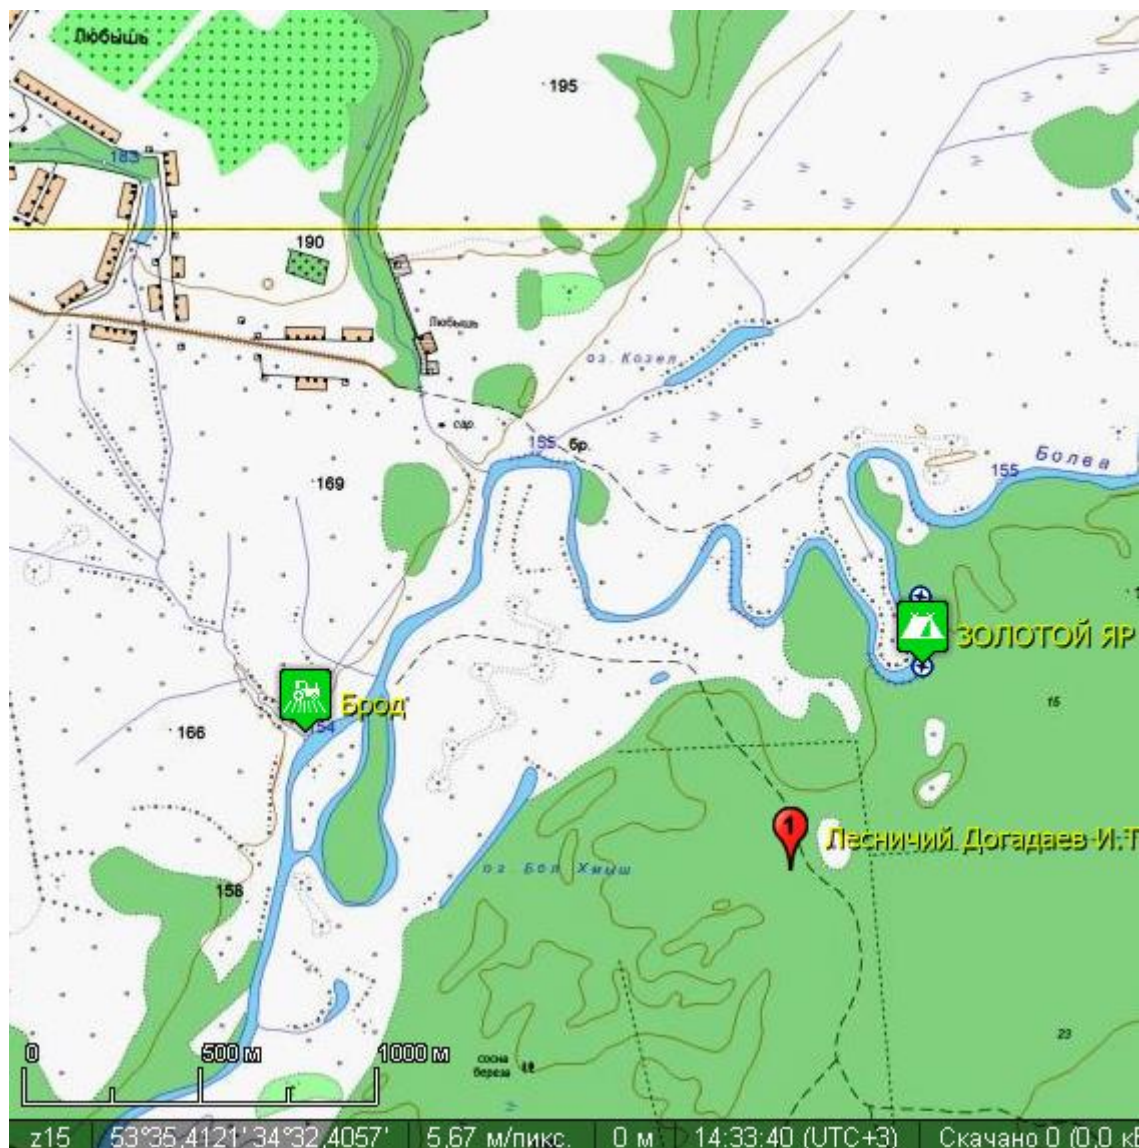 Любышь
195
183
190
Любышь
оз. Козел
сар.
155 бр.
Болва
155
169
ЗОЛОТОЙ ЯР
Брод
154
15
166
1
Лесничий Догадаев И.Т
оз Бол Хмыш
158
23
0 500 м 1000 м
сосна
береза
z15 53°35,4121' 34°32,4057' 5,67 м/пикс. 0 м 14:33:40 (UTC+3) Скачано 0 /0.0 к